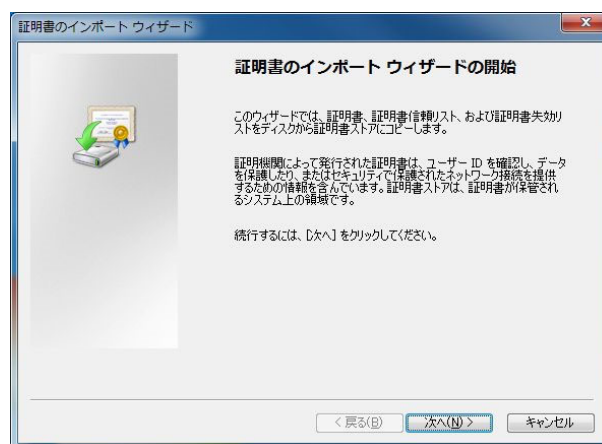 証明書のインポート ウィザード
証明書のインポート ウィザードの開始
このウィザードでは、証明書、証明書信頼リスト、および証明書失効リ
ストをディスクから証明書ストアにコピーします。
証明機関によって発行された証明書は、ユーザー ID を確認し、データ
を保護したり、またはセキュリティで保護されたネットワーク接続を提供
するための情報を含んでいます。証明書ストアは、証明書が保管され
るシステム上の領域です。
続行するには、[次へ] をクリックしてください。
< 戻る(B)
次へ(N) >
キャンセル